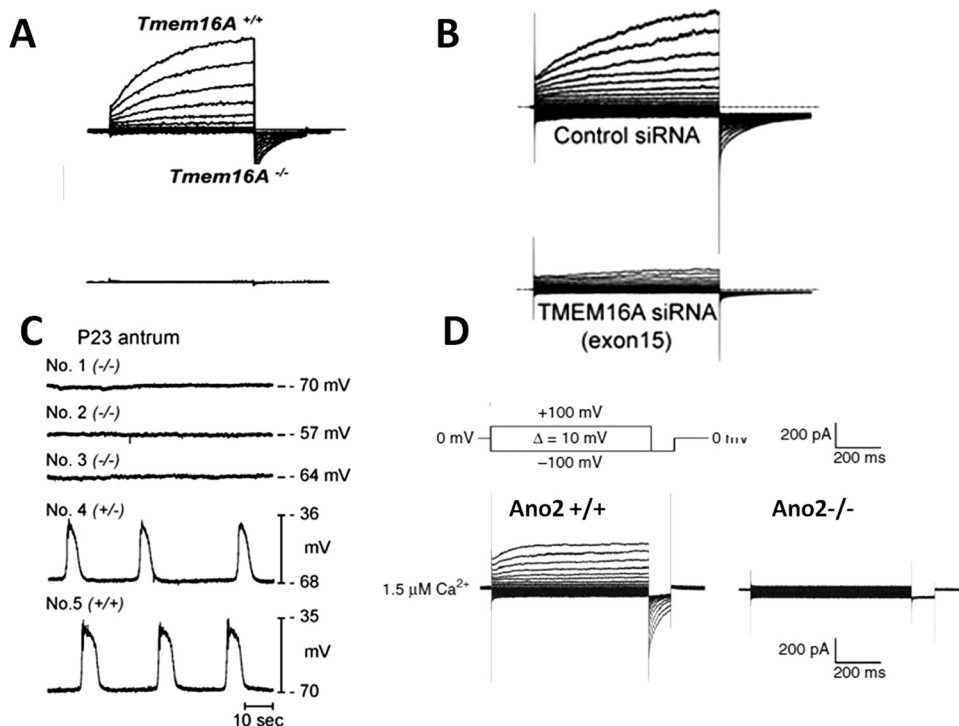 A
Tmem16A +/+
Tmem16A -/-
B
Control siRNA
TMEM16A siRNA
(exon15)
C
P23 antrum
No. 1 (-/-)
- - 70 mV
No. 2 (-/-)
- - 57 mV
No. 3 (-/-)
- - 64 mV
No. 4 (+/-)
- 36
mV
- 68
No.5 (+/+)
- 35
mV
- 70
10 sec
D
+100 mV
0 mV
Δ = 10 mV
–100 mV
200 pA
200 ms
Ano2 +/+
Ano2-/-
1.5 μM Ca2+
200 pA
200 ms